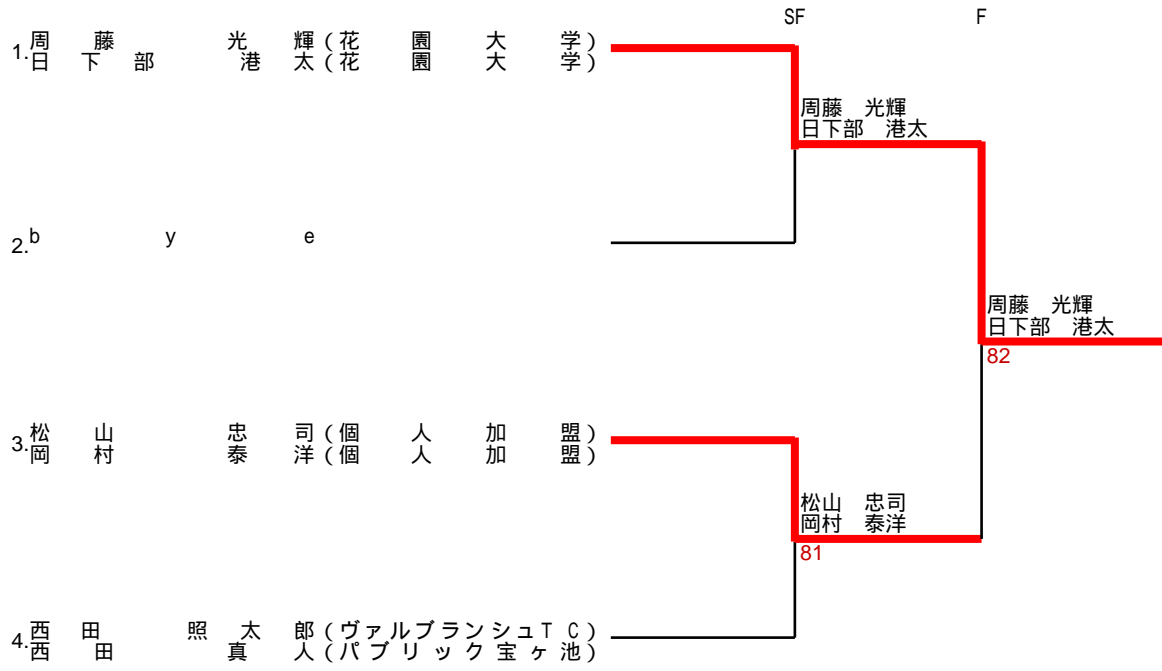 SF F
1.周藤 光輝(花園大学)
日下部 港太(花園大学)
周藤 光輝
日下部 港太
2.bye
周藤 光輝
日下部 港太
82
3.松山 忠司(個人加盟)
岡村 泰洋(個人加盟)
松山 忠司
岡村 泰洋
81
4.西田 照太郎(ヴァルブランシュTC)
西田 真人(パブリック宝ヶ池)